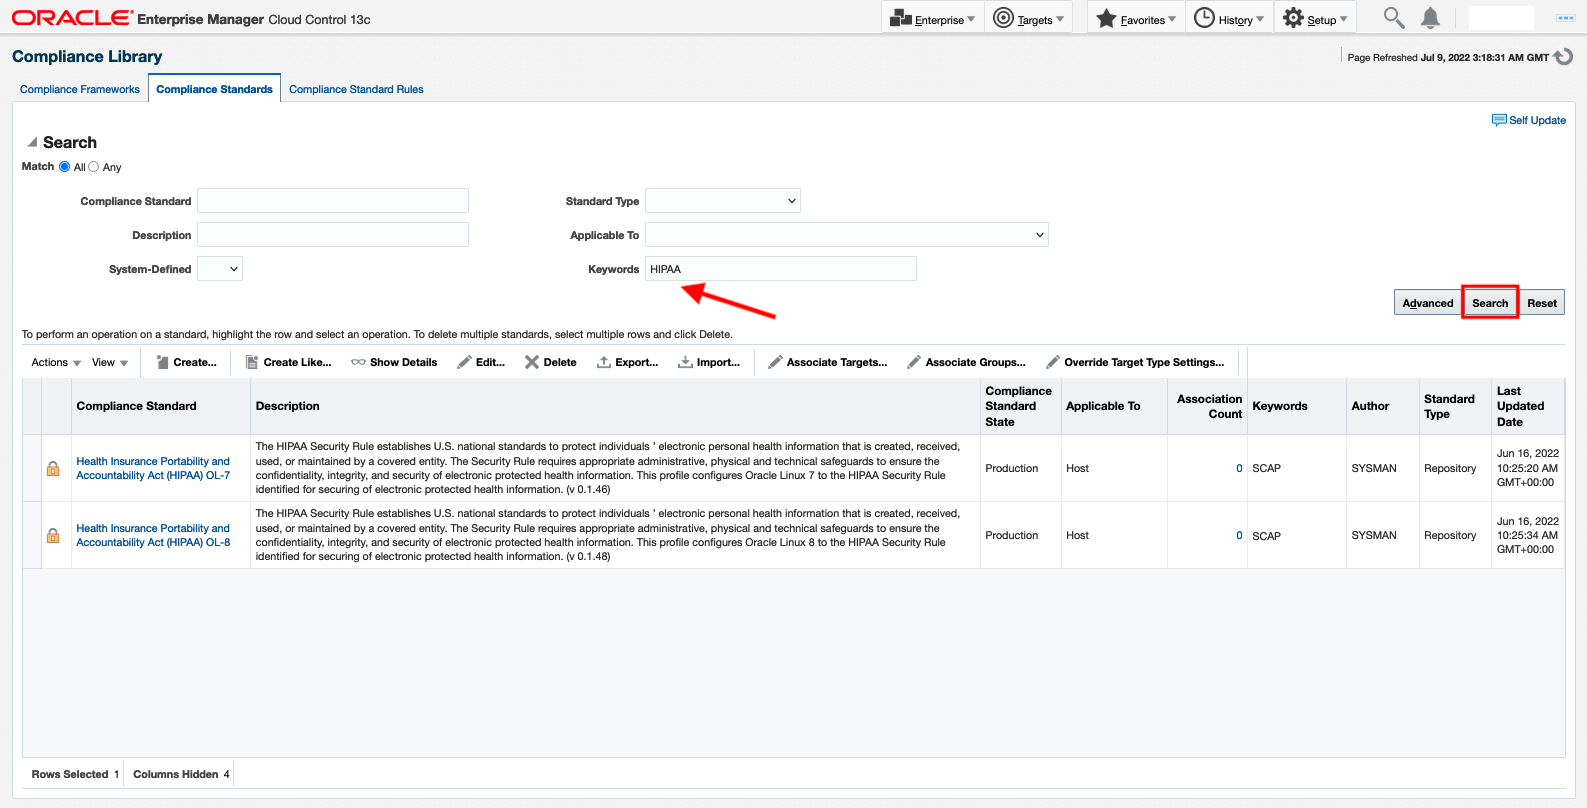 ORACLE Enterprise Manager Cloud Control 13c
Enterprise
Targets
Favorites
History
Setup
Compliance Library
Page Refreshed Jul 9, 2022 3:18:31 AM GMT
Compliance Frameworks
Compliance Standards
Compliance Standard Rules
Self Update
Search
Match All Any
Compliance Standard
Standard Type
Description
Applicable To
System-Defined
Keywords HIPAA
Advanced
Search
Reset
To perform an operation on a standard, highlight the row and select an operation. To delete multiple standards, select multiple rows and click Delete.
Actions
View
Create...
Create Like...
Show Details
Edit...
Delete
Export...
Import...
Associate Targets...
Associate Groups...
Override Target Type Settings...
Compliance Standard
Description
Compliance
Standard
State
Applicable To
Association
Count
Keywords
Author
Standard
Type
Last
Updated
Date
Health Insurance Portability and
Accountability Act (HIPAA) OL-7
The HIPAA Security Rule establishes U.S. national standards to protect individuals ' electronic personal health information that is created, received,
used, or maintained by a covered entity. The Security Rule requires appropriate administrative, physical and technical safeguards to ensure the
confidentiality, integrity, and security of electronic protected health information. This profile configures Oracle Linux 7 to the HIPAA Security Rule
identified for securing of electronic protected health information. (v 0.1.46)
Production
Host
0
SCAP
SYSMAN
Repository
Jun 16, 2022
10:25:20 AM
GMT+00:00
Health Insurance Portability and
Accountability Act (HIPAA) OL-8
The HIPAA Security Rule establishes U.S. national standards to protect individuals ' electronic personal health information that is created, received,
used, or maintained by a covered entity. The Security Rule requires appropriate administrative, physical and technical safeguards to ensure the
confidentiality, integrity, and security of electronic protected health information. This profile configures Oracle Linux 8 to the HIPAA Security Rule
identified for securing of electronic protected health information. (v 0.1.48)
Production
Host
0
SCAP
SYSMAN
Repository
Jun 16, 2022
10:25:34 AM
GMT+00:00
Rows Selected 1
Columns Hidden 4